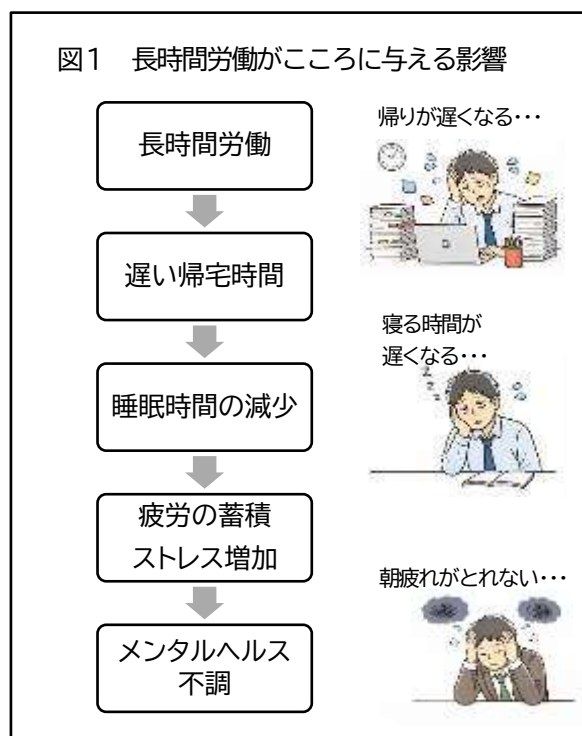 図1　長時間労働がこころに与える影響
長時間労働
帰りが遅くなる・・・
遅い帰宅時間
寝る時間が
遅くなる・・・
睡眠時間の減少
疲労の蓄積
ストレス増加
朝疲れがとれない・・・
メンタルヘルス
不調